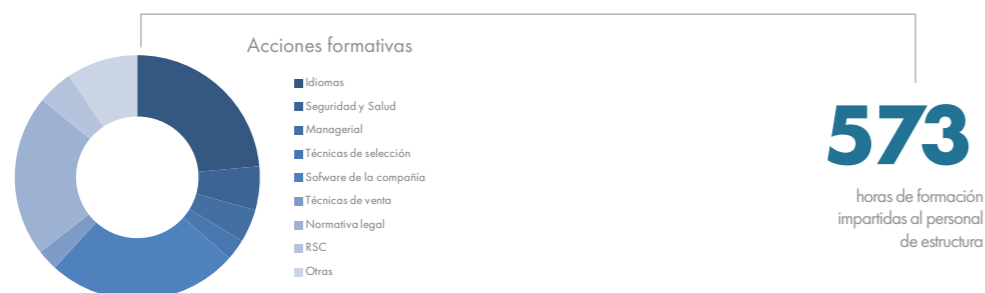 Acciones formativas
Idiomas
Seguridad y Salud
Managerial
Técnicas de selección
Sofware de la compañía
Técnicas de venta
Normativa legal
RSC
Otras
573
horas de formación
impartidas al personal
de estructura